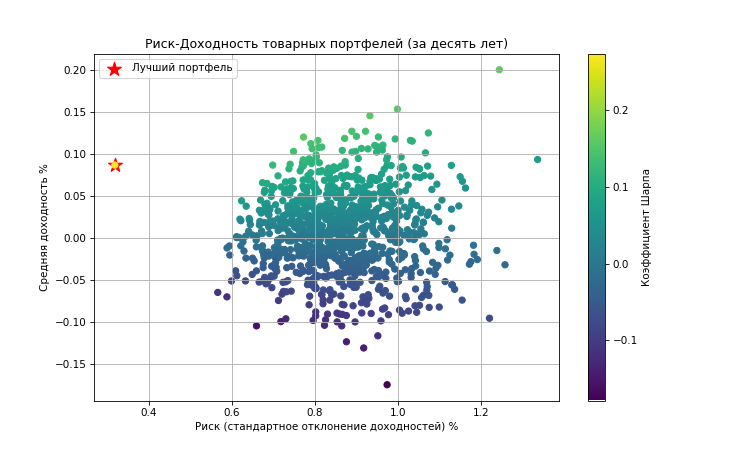 Риск-Доходность товарных портфелей (за десять лет)
Лучший портфель
Средняя доходность %
0.20
0.15
0.10
0.05
0.00
−0.05
−0.10
−0.15
0.4 0.6 0.8 1.0 1.2
Риск (стандартное отклонение доходностей) %
0.2
0.1
0.0
−0.1
Коэффициент Шарпа